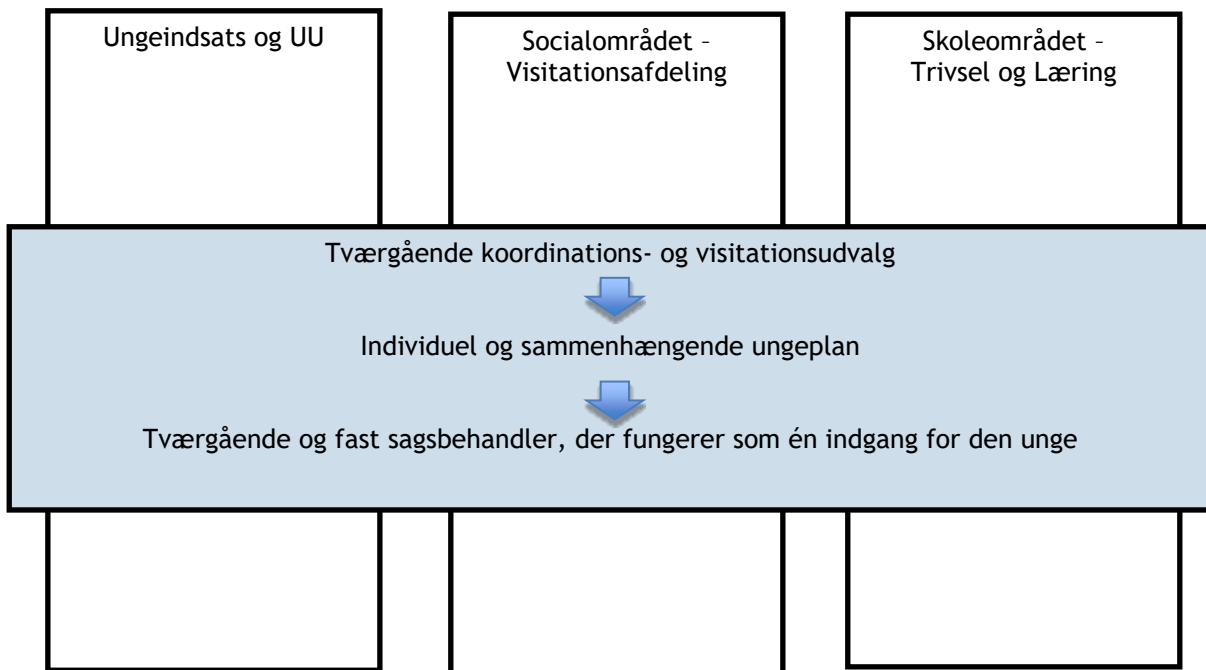 Ungeindsats og UU
Socialområdet –
Visitationsafdeling
Skoleområdet –
Trivsel og Læring
Tværgående koordinations- og visitationsudvalg
Individuel og sammenhængende ungeplan
Tværgående og fast sagsbehandler, der fungerer som én indgang for den unge